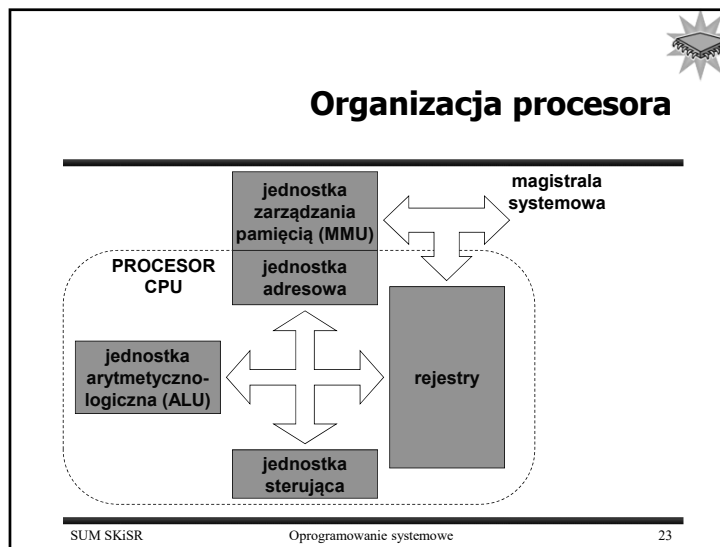 Organizacja procesora
jednostka
zarządzania
pamięcią (MMU)
magistrala
systemowa
PROCESOR
CPU
jednostka
adresowa
jednostka
arytmetyczno-
logiczna (ALU)
rejestry
jednostka
sterująca
SUM SKiSR Oprogramowanie systemowe 23